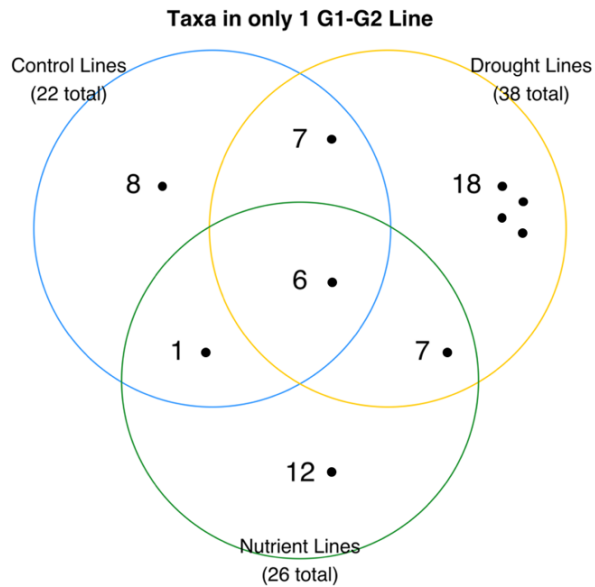 Taxa in only 1 G1-G2 Line
Control Lines
(22 total)
Drought Lines
(38 total)
7
8
18
6
1
7
12
Nutrient Lines
(26 total)